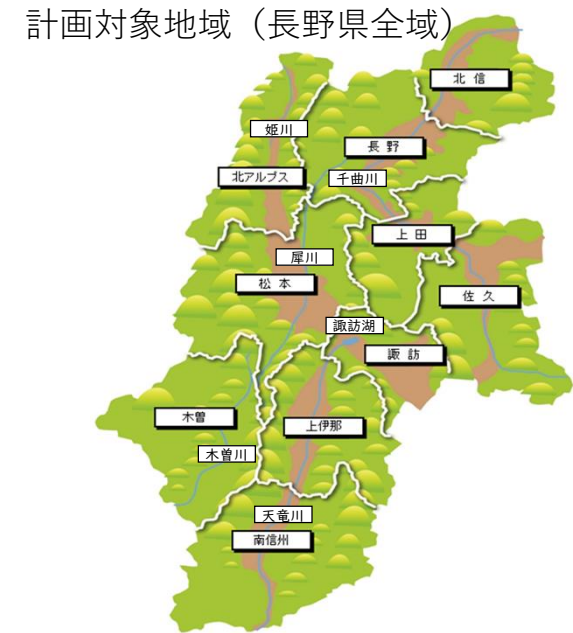 計画対象地域（長野県全域）
北信
姫川
長野
北アルプス
千曲川
上田
犀川
松本
佐久
諏訪湖
諏訪
木曽
上伊那
木曽川
天竜川
南信州